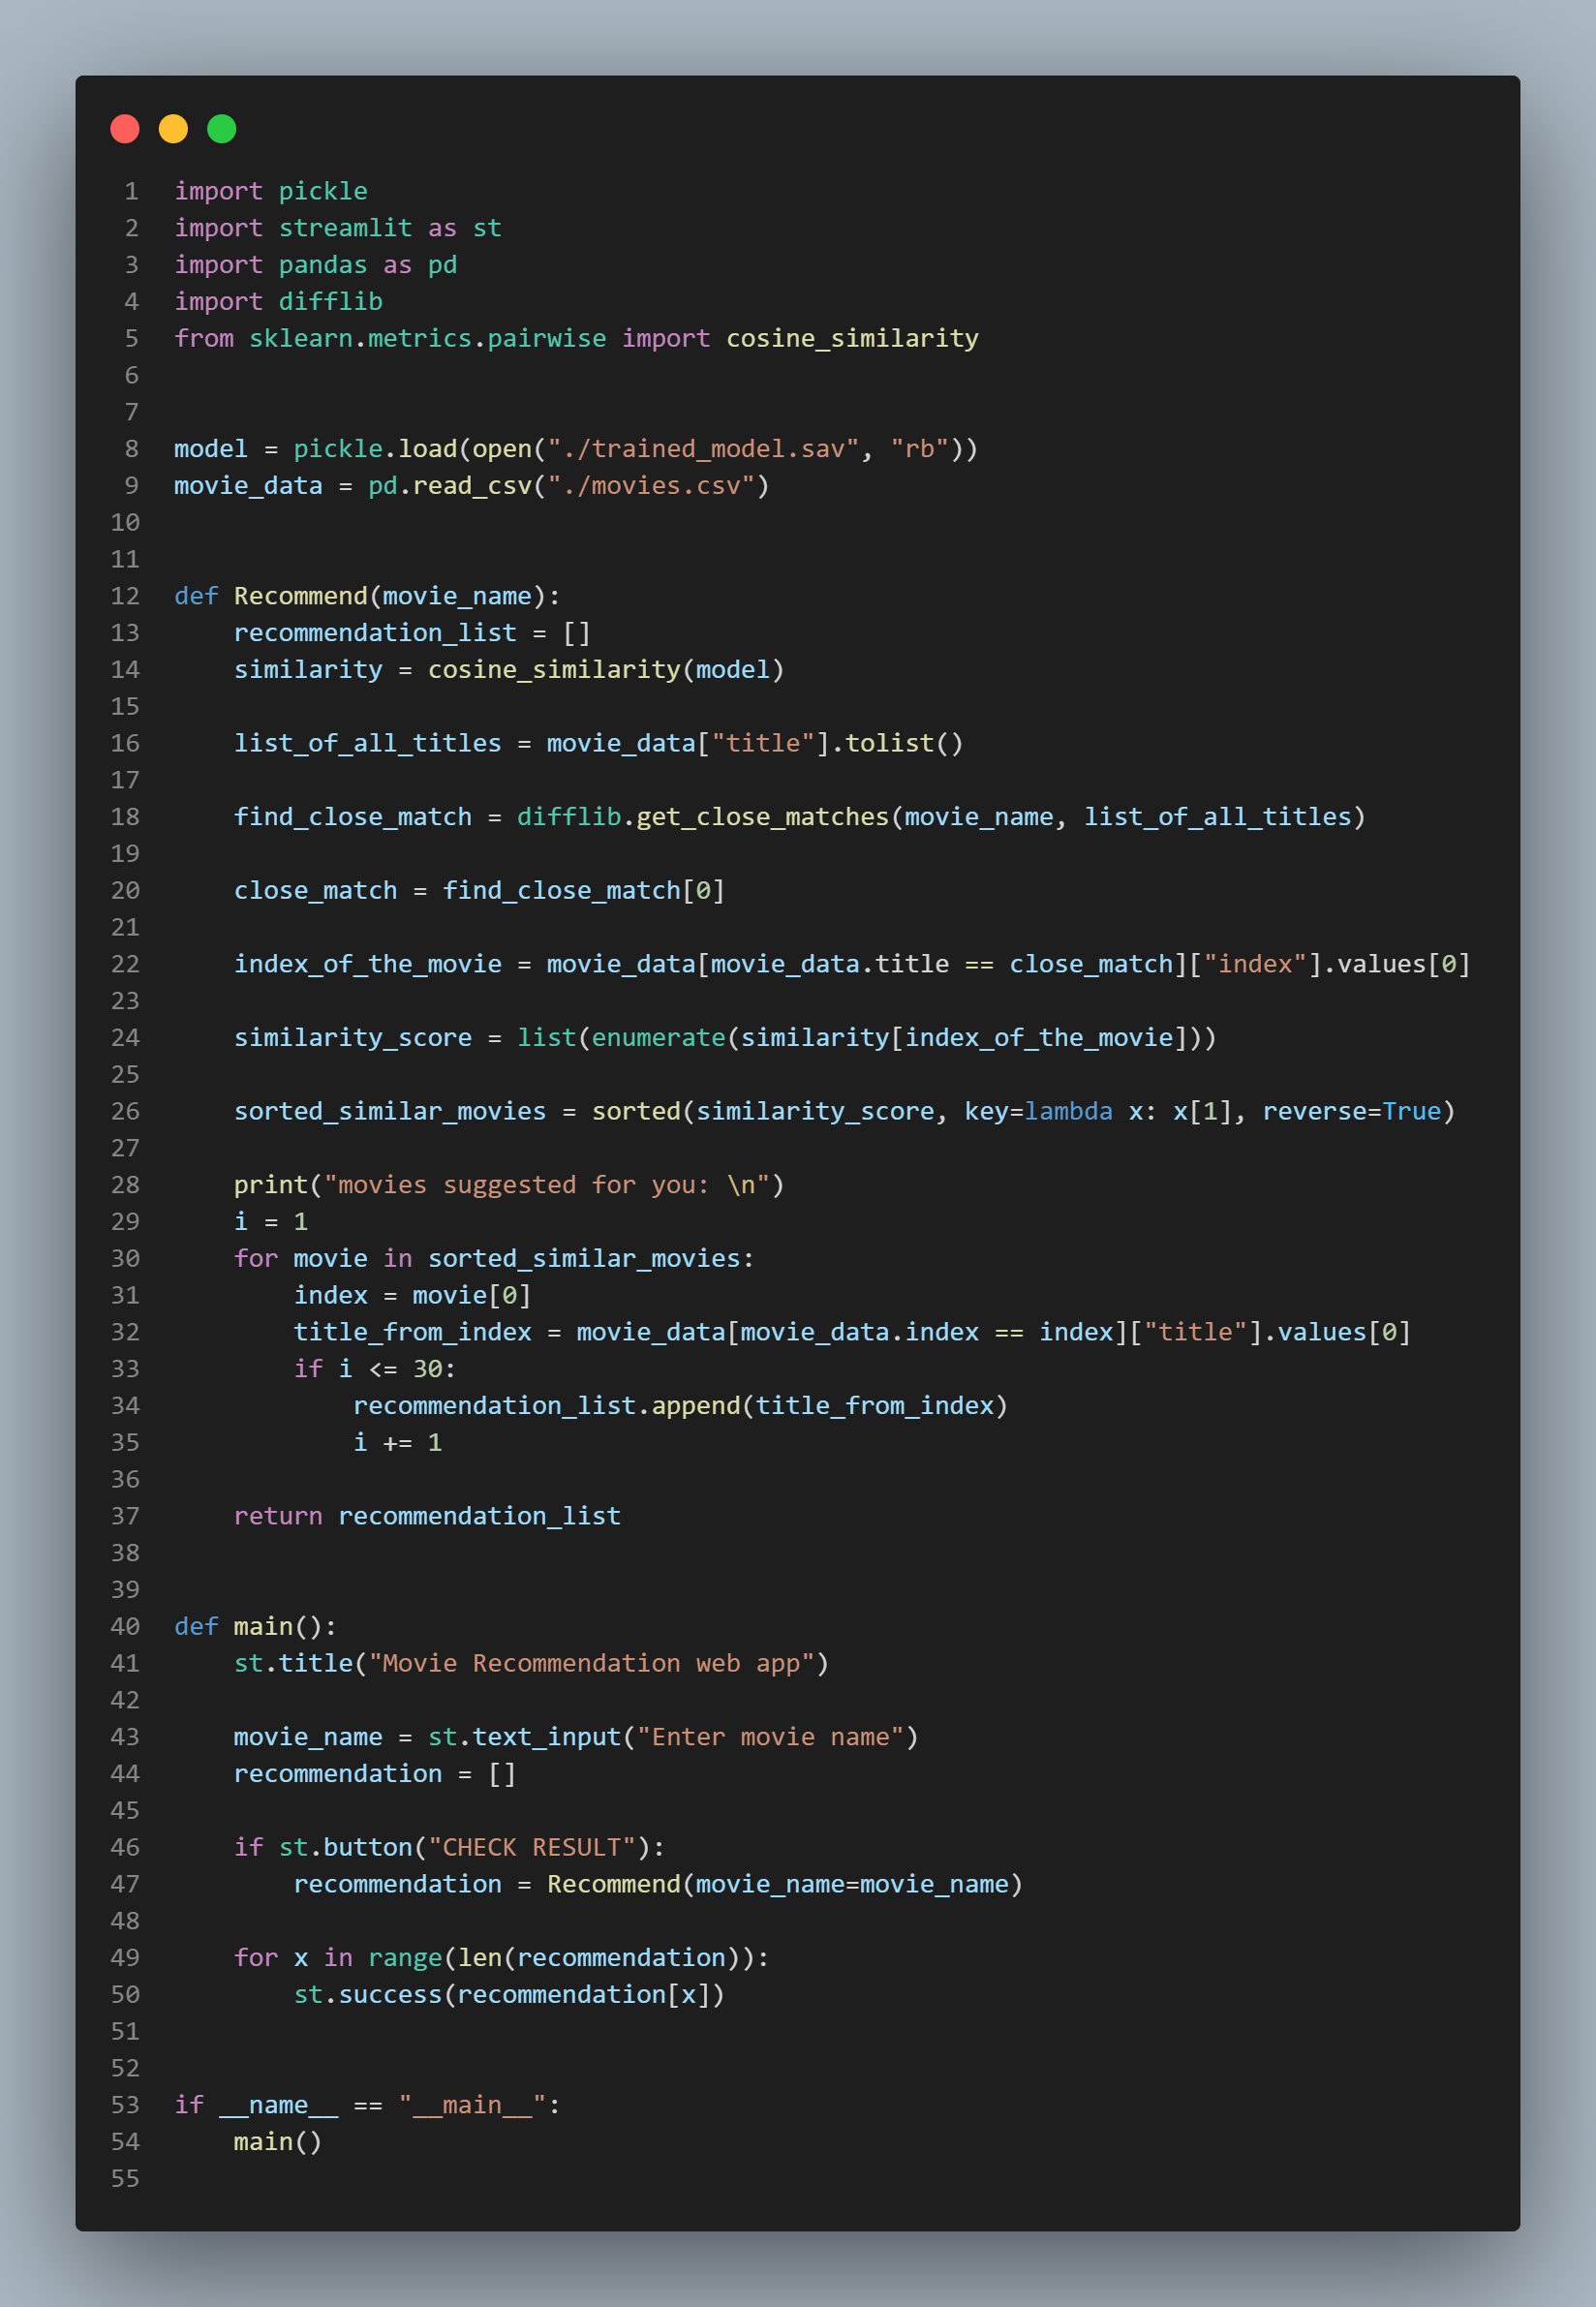 1 import pickle
2 import streamlit as st
3 import pandas as pd
4 import difflib
5 from sklearn.metrics.pairwise import cosine_similarity
6
7
8 model = pickle.load(open("./trained_model.sav", "rb"))
9 movie_data = pd.read_csv("./movies.csv")
10
11
12 def Recommend(movie_name):
13     recommendation_list = []
14     similarity = cosine_similarity(model)
15
16     list_of_all_titles = movie_data["title"].tolist()
17
18     find_close_match = difflib.get_close_matches(movie_name, list_of_all_titles)
19
20     close_match = find_close_match[0]
21
22     index_of_the_movie = movie_data[movie_data.title == close_match]["index"].values[0]
23
24     similarity_score = list(enumerate(similarity[index_of_the_movie]))
25
26     sorted_similar_movies = sorted(similarity_score, key=lambda x: x[1], reverse=True)
27
28     print("movies suggested for you: \n")
29     i = 1
30     for movie in sorted_similar_movies:
31         index = movie[0]
32         title_from_index = movie_data[movie_data.index == index]["title"].values[0]
33         if i <= 30:
34             recommendation_list.append(title_from_index)
35             i += 1
36
37     return recommendation_list
38
39
40 def main():
41     st.title("Movie Recommendation web app")
42
43     movie_name = st.text_input("Enter movie name")
44     recommendation = []
45
46     if st.button("CHECK RESULT"):
47         recommendation = Recommend(movie_name=movie_name)
48
49     for x in range(len(recommendation)):
50         st.success(recommendation[x])
51
52
53 if __name__ == "__main__":
54     main()
55